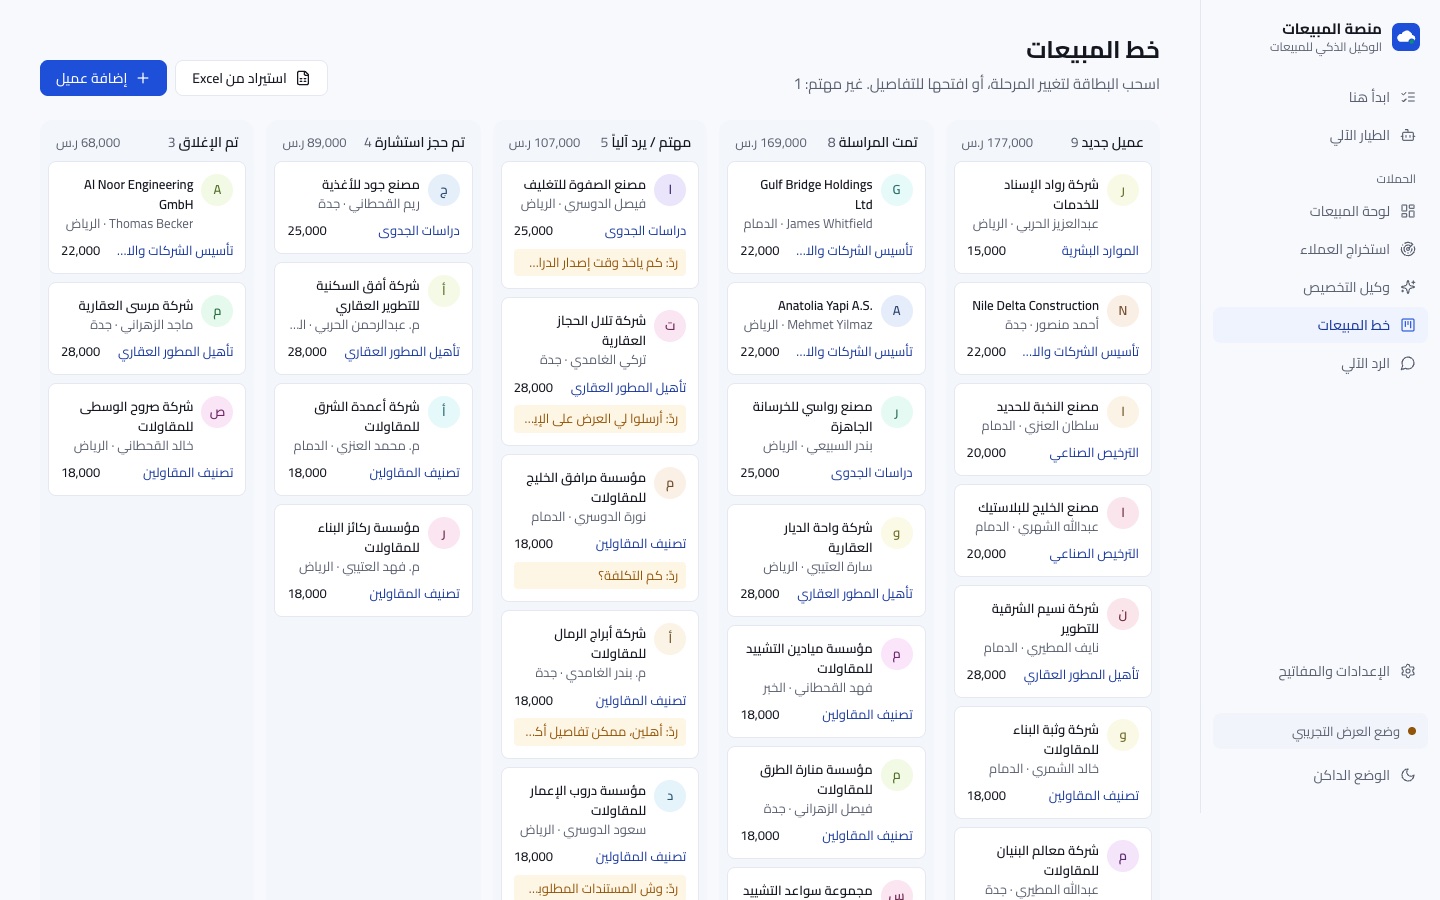 منصة المبيعات
الوكيل الذكي للمبيعات
ابدأ هنا
الطيار الآلي
الحملات
لوحة المبيعات
استخراج العملاء
وكيل التخصيص
خط المبيعات
الرد الآلي
الإعدادات والمفاتيح
وضع العرض التجريبي
الوضع الداكن
خط المبيعات
اسحب البطاقة لتغيير المرحلة، أو افتحها للتفاصيل. غير مهتم: 1
استيراد من Excel
إضافة عميل
عميل جديد 9
177,000 ر.س
ر
شركة رواد الإسناد
للخدمات
عبدالعزيز الحربي · الرياض
الموارد البشرية
15,000
N
Nile Delta Construction
أحمد منصور · جدة
تأسيس الشركات والا...
22,000
ا
مصنع النخبة للحديد
سلطان العنزي · الدمام
الترخيص الصناعي
20,000
ا
مصنع الخليج للبلاستيك
عبدالله الشهري · الدمام
الترخيص الصناعي
20,000
ن
شركة نسيم الشرقية
للتطوير
نايف المطيري · الدمام
تأهيل المطور العقاري
28,000
و
شركة وثبة البناء
للمقاولات
خالد الشمري · الدمام
تصنيف المقاولين
18,000
م
شركة معالم البنيان
للمقاولات
عبدالله المطيري · جدة
تمت المراسلة 8
169,000 ر.س
G
Gulf Bridge Holdings
Ltd
James Whitfield · الدمام
تأسيس الشركات والا...
22,000
A
Anatolia Yapi A.S.
Mehmet Yilmaz · الرياض
تأسيس الشركات والا...
22,000
ر
مصنع رواسي للخرسانة
الجاهزة
بندر السبيعي · الرياض
دراسات الجدوى
25,000
و
شركة واحة الديار
العقارية
سارة العتيبي · الرياض
تأهيل المطور العقاري
28,000
م
مؤسسة ميادين التشييد
للمقاولات
فهد القحطاني · الخبر
تصنيف المقاولين
18,000
م
مؤسسة منارة الطرق
للمقاولات
فيصل الزهراني · جدة
تصنيف المقاولين
18,000
س
مجموعة سواعد التشييد
مهتم / يرد آلياً 5
107,000 ر.س
ا
مصنع الصفوة للتغليف
فيصل الدوسري · الرياض
دراسات الجدوى
25,000
ردّ: كم ياخذ وقت إصدار الدرا...
ت
شركة تلال الحجاز
العقارية
تركي الغامدي · جدة
تأهيل المطور العقاري
28,000
ردّ: أرسلوا لي العرض على الإيـ...
م
مؤسسة مرافق الخليج
للمقاولات
نورة الدوسري · الدمام
تصنيف المقاولين
18,000
ردّ: كم التكلفة؟
أ
شركة أبراج الرمال
للمقاولات
م. بندر الغامدي · جدة
تصنيف المقاولين
18,000
ردّ: أهلين، ممكن تفاصيل أكـ...
د
مؤسسة دروب الإعمار
للمقاولات
سعود الدوسري · الرياض
تصنيف المقاولين
18,000
ردّ: وش المستندات المطلوبـ...
تم حجز استشارة 4
89,000 ر.س
ج
مصنع جود للأغذية
ريم القحطاني · جدة
دراسات الجدوى
25,000
أ
شركة أفق السكنية
للتطوير العقاري
م. عبدالرحمن الحربي · الـ...
تأهيل المطور العقاري
28,000
أ
شركة أعمدة الشرق
للمقاولات
م. محمد العنزي · الدمام
تصنيف المقاولين
18,000
ر
مؤسسة ركائز البناء
للمقاولات
م. فهد العتيبي · الرياض
تصنيف المقاولين
18,000
تم الإغلاق 3
68,000 ر.س
A
Al Noor Engineering
GmbH
Thomas Becker · الرياض
تأسيس الشركات والا...
22,000
م
شركة مرسى العقارية
ماجد الزهراني · جدة
تأهيل المطور العقاري
28,000
ص
شركة صروح الوسطى
للمقاولات
خالد القحطاني · الرياض
تصنيف المقاولين
18,000